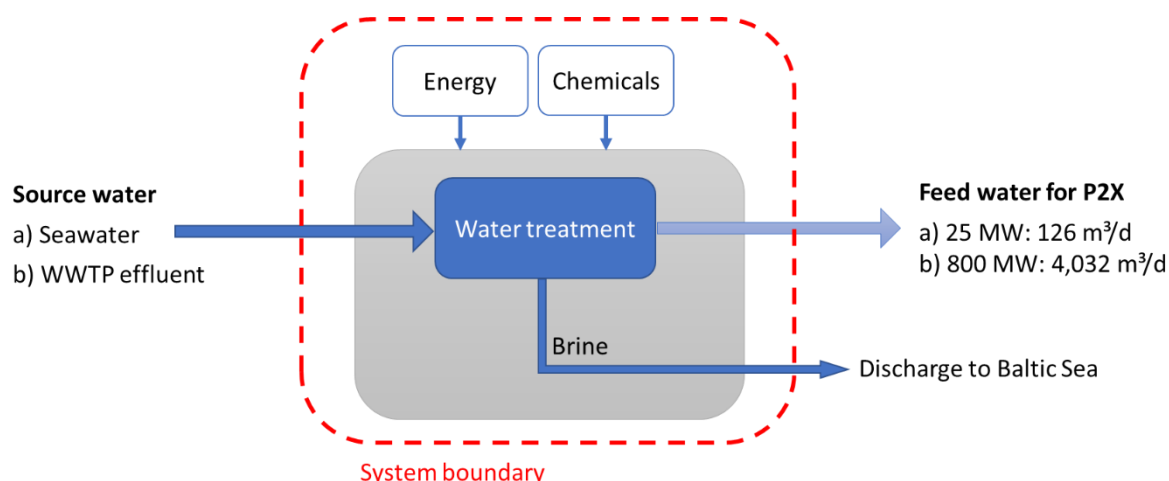 Energy
Chemicals
Source water
a) Seawater
b) WWTP effluent
Water treatment
Feed water for P2X
a) 25 MW: 126 m³/d
b) 800 MW: 4,032 m³/d
Brine
Discharge to Baltic Sea
System boundary